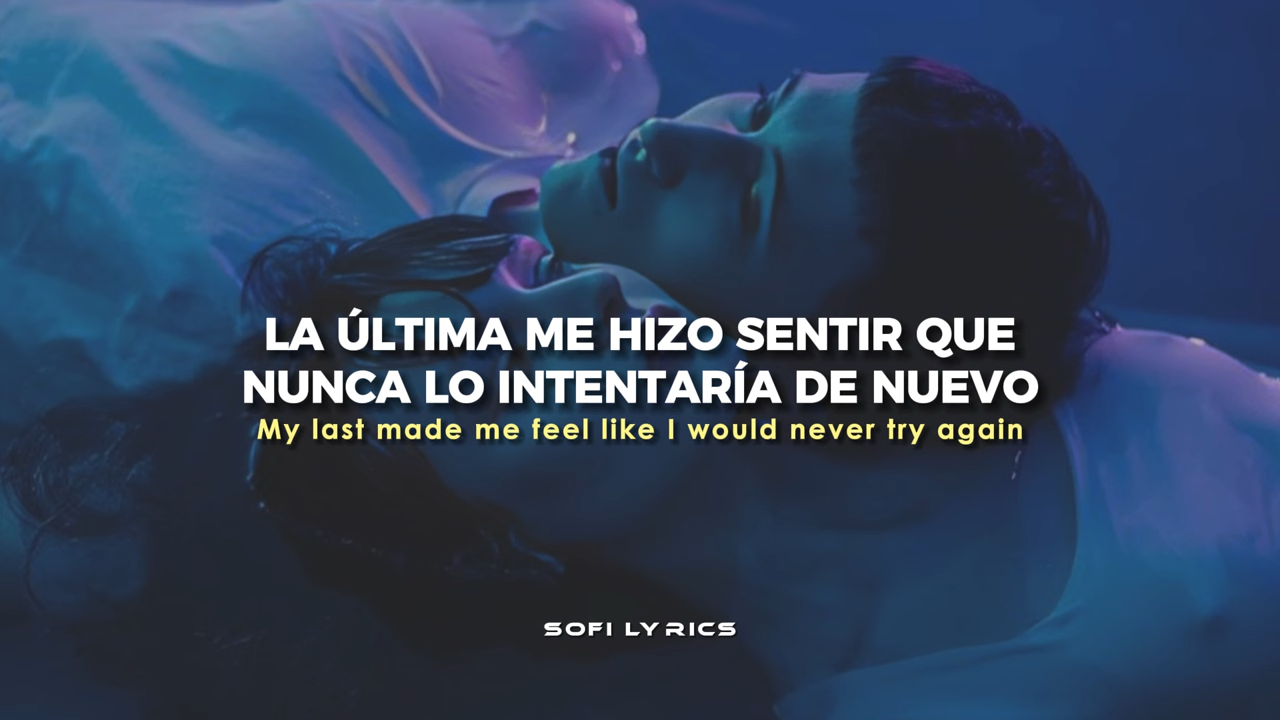 LA ÚLTIMA ME HIZO SENTIR QUE
NUNCA LO INTENTARÍA DE NUEVO
My last made me feel like I would never try again
SOFI LYRICS